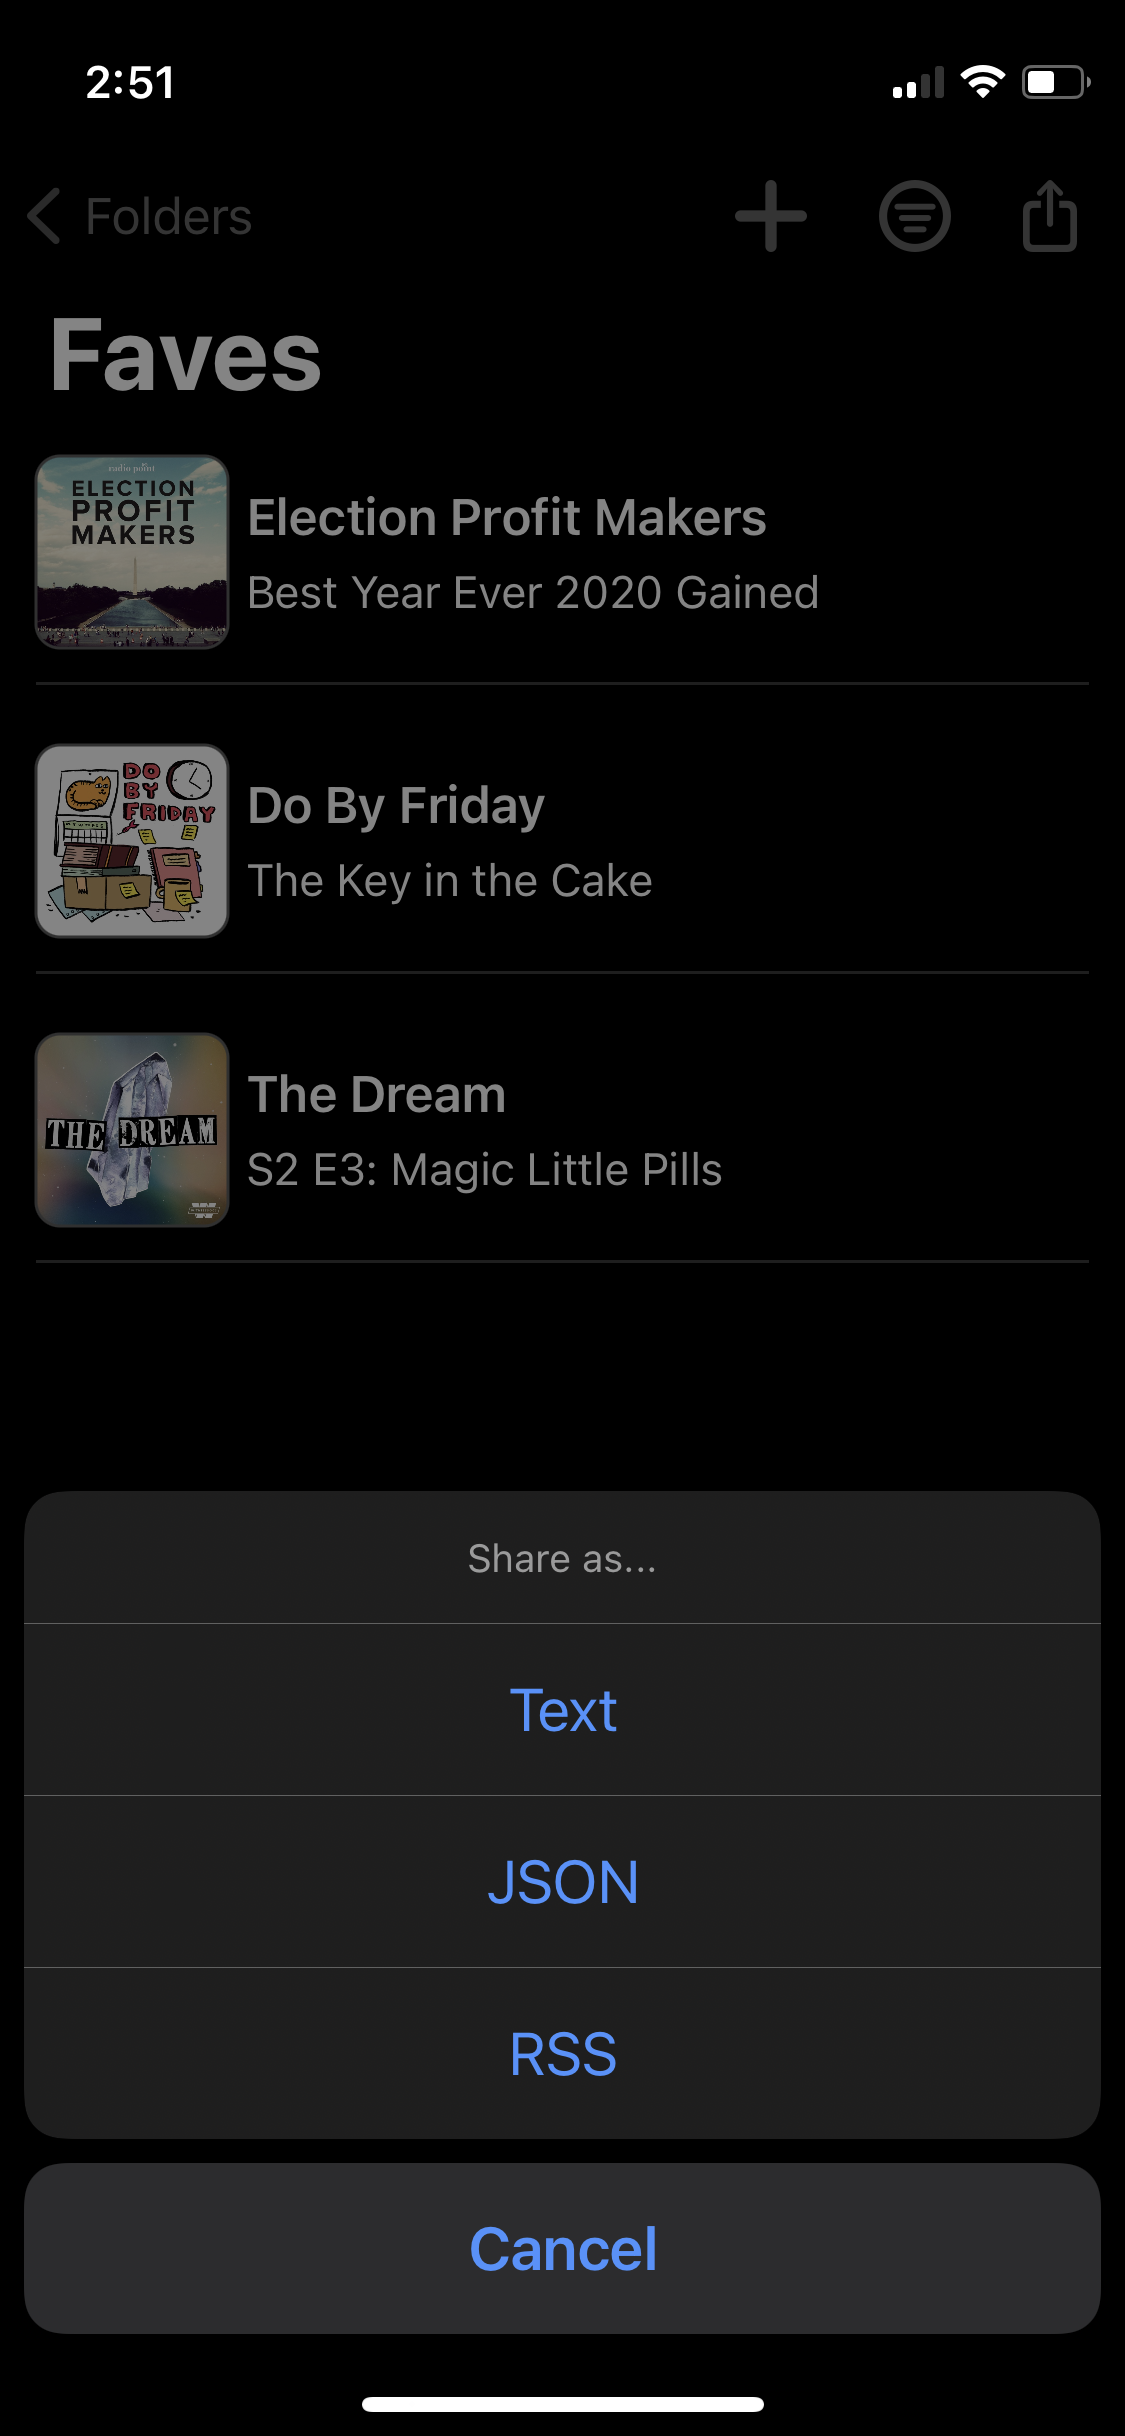 2:51
Folders
Faves
radio point
ELECTION
PROFIT
MAKERS
Election Profit Makers
Best Year Ever 2020 Gained
DO
BY
FRIDAY
Do By Friday
The Key in the Cake
THE DREAM
The Dream
S2 E3: Magic Little Pills
Share as...
Text
JSON
RSS
Cancel